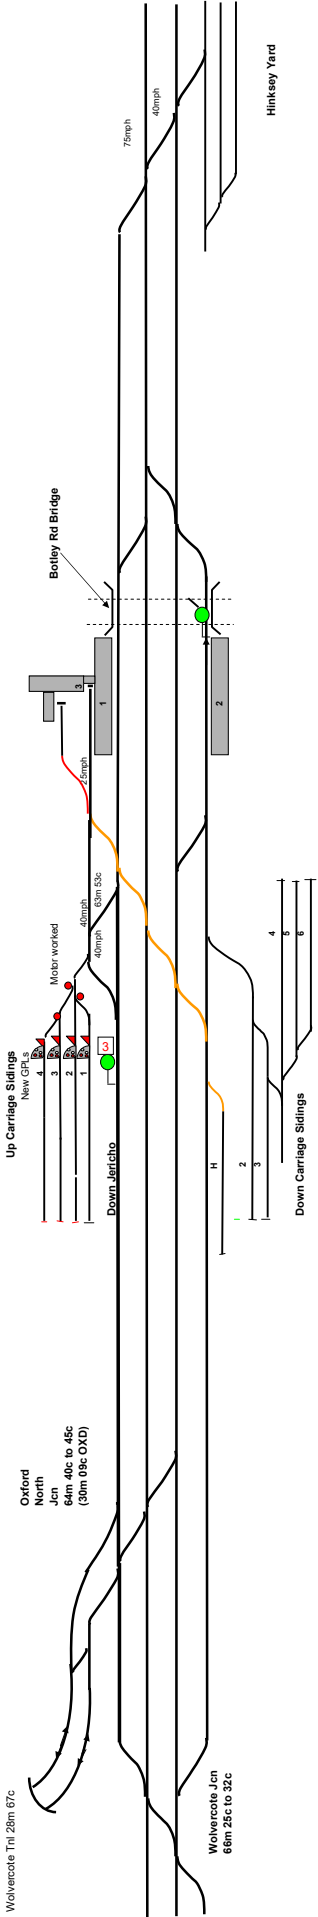 Wolvercote Tnl 28m 67c
Oxford
North
Jcn
64m 40c to 45c
(30m 09c OXD)
Wolvercote Jcn
66m 25c to 32c
Up Carriage Sidings
New GPLs
4
3
2
1
Motor worked
Down Jericho
3
40mph
40mph
63m 53c
25mph
3
1
2
H
2
3
4
5
6
Down Carriage Sidings
Botley Rd Bridge
75mph
40mph
Hinksey Yard